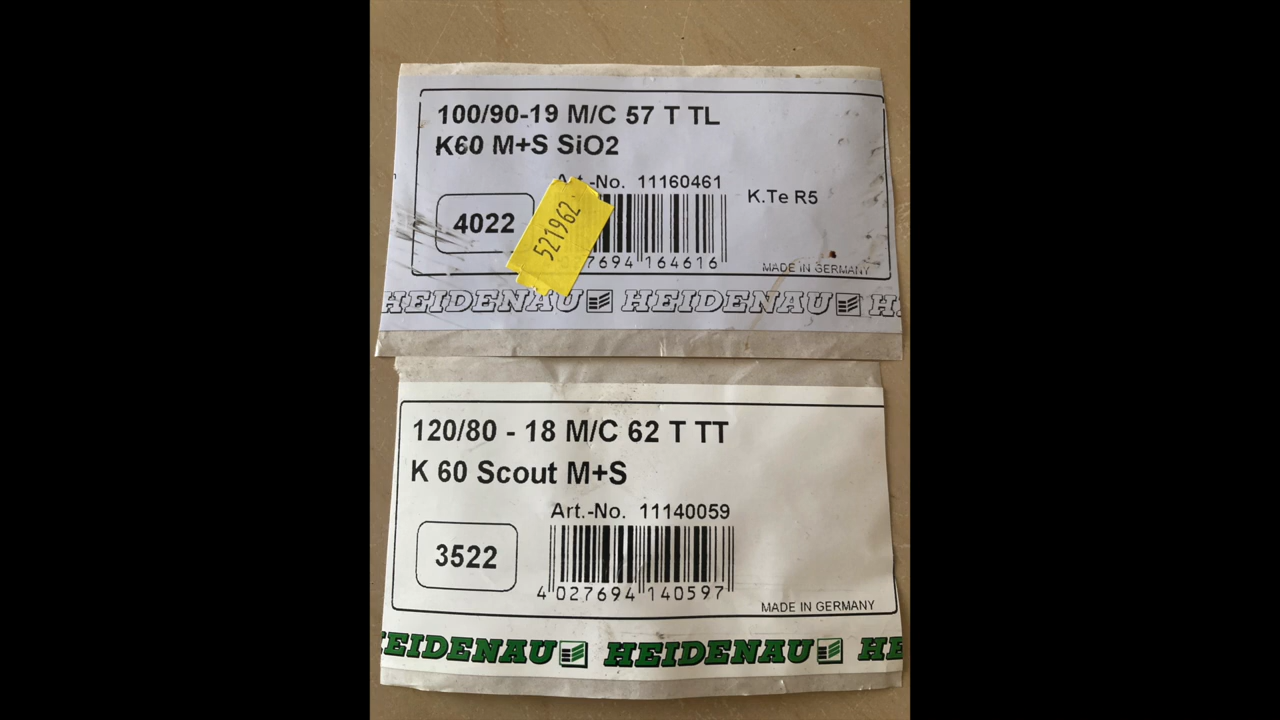 100/90-19 M/C 57 T TL
K60 M+S SiO2
Art.-No. 11160461
K.Te R5
4022
521962
7694 164616
MADE IN GERMANY
HEIDENAU HEIDENAU H
120/80 - 18 M/C 62 T TT
K 60 Scout M+S
Art.-No. 11140059
3522
4 027694 140597
MADE IN GERMANY
HEIDENAU HEIDENAU HE